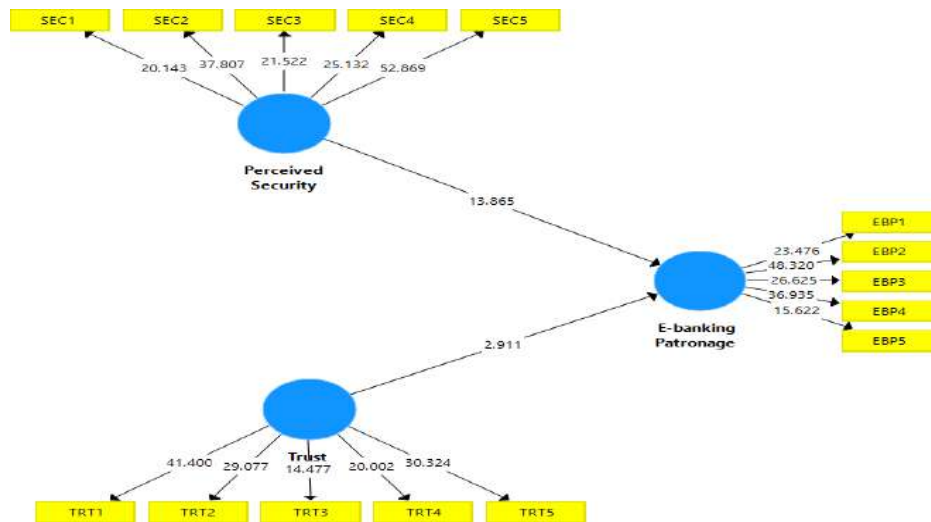 SEC1 SEC2 SEC3 SEC4 SEC5
20.143 37.807 21.522 25.132 52.869
Perceived
Security
13.865
EBP1
23.476
EBP2
48.320
26.625 EBP3
36.935
EBP4
15.622
E-banking
Patronage
EBP5
2.911
Trust
41.400 29.077 14.477 20.002 30.324
TRT1 TRT2 TRT3 TRT4 TRT5